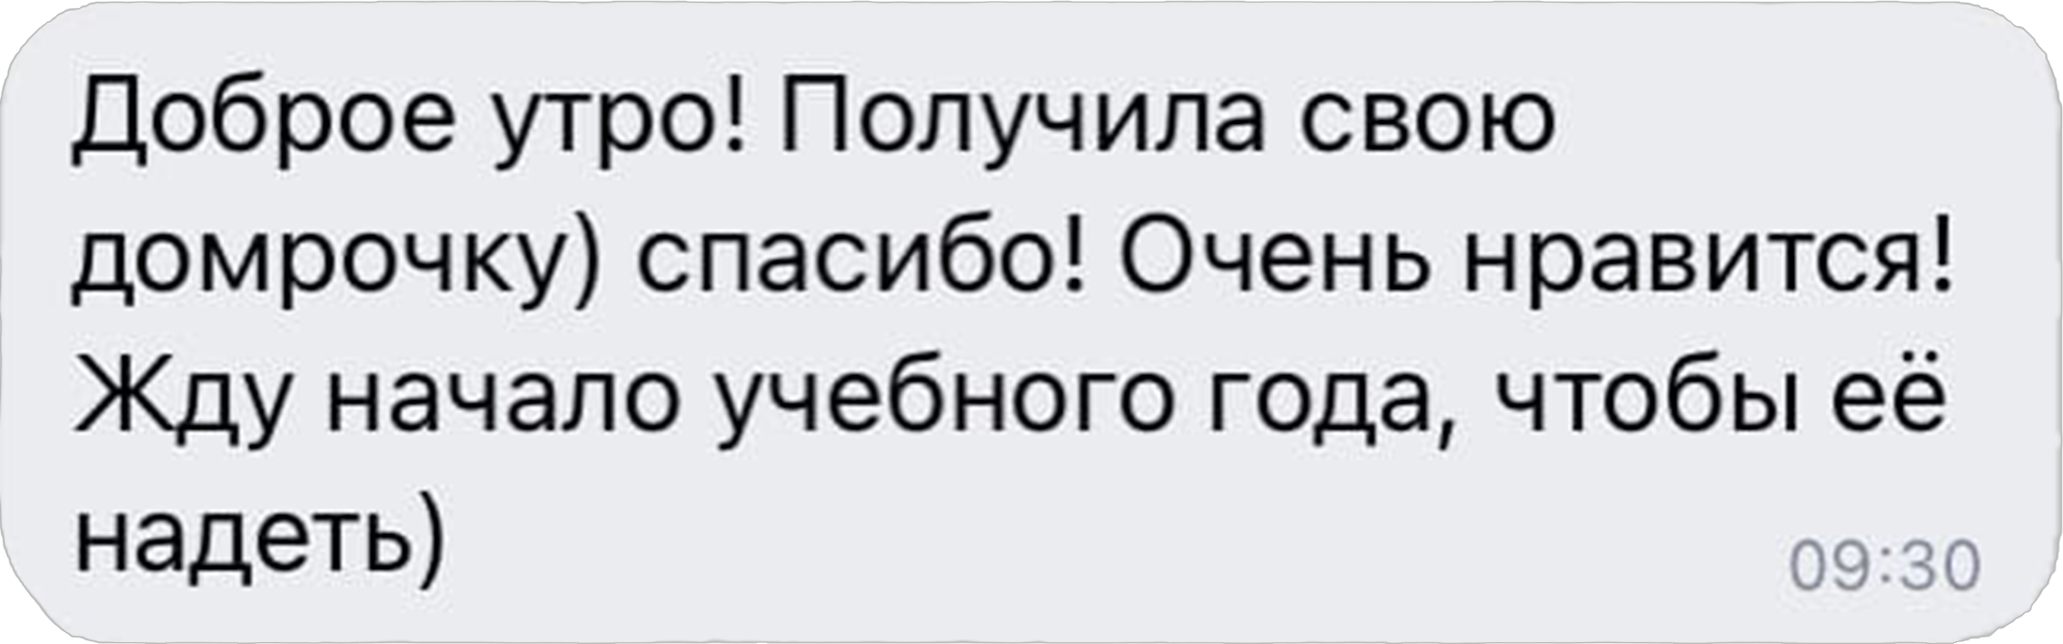 Доброе утро! Получила свою
домрочку) спасибо! Очень нравится!
Жду начало учебного года, чтобы её
надеть)
09:30